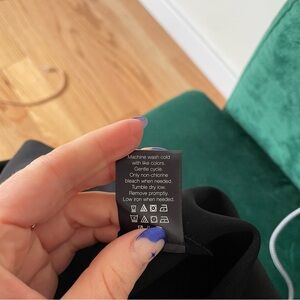 Machine wash cold
with like colors.
Gentle cycle.
Only non-chlorine
bleach when needed.
Tumble dry low.
Remove promptly.
Low iron when needed.